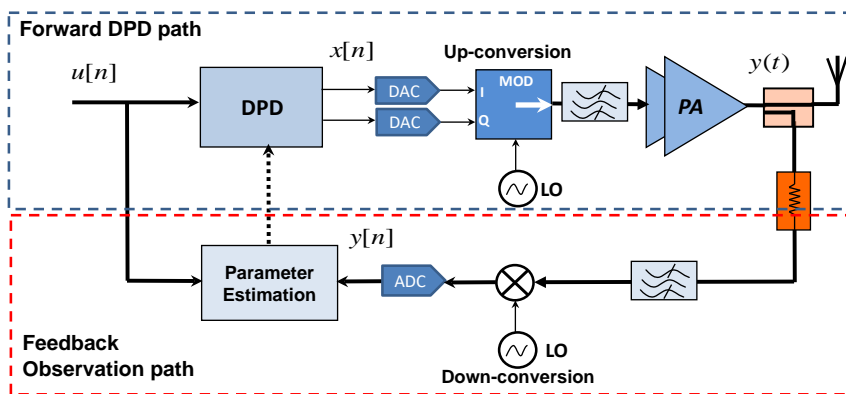 Forward DPD path
x[n]
Up-conversion
y(t)
u[n]
DPD
DAC
DAC
I
Q
MOD
PA
LO
y[n]
Parameter
Estimation
ADC
LO
Down-conversion
Feedback
Observation path